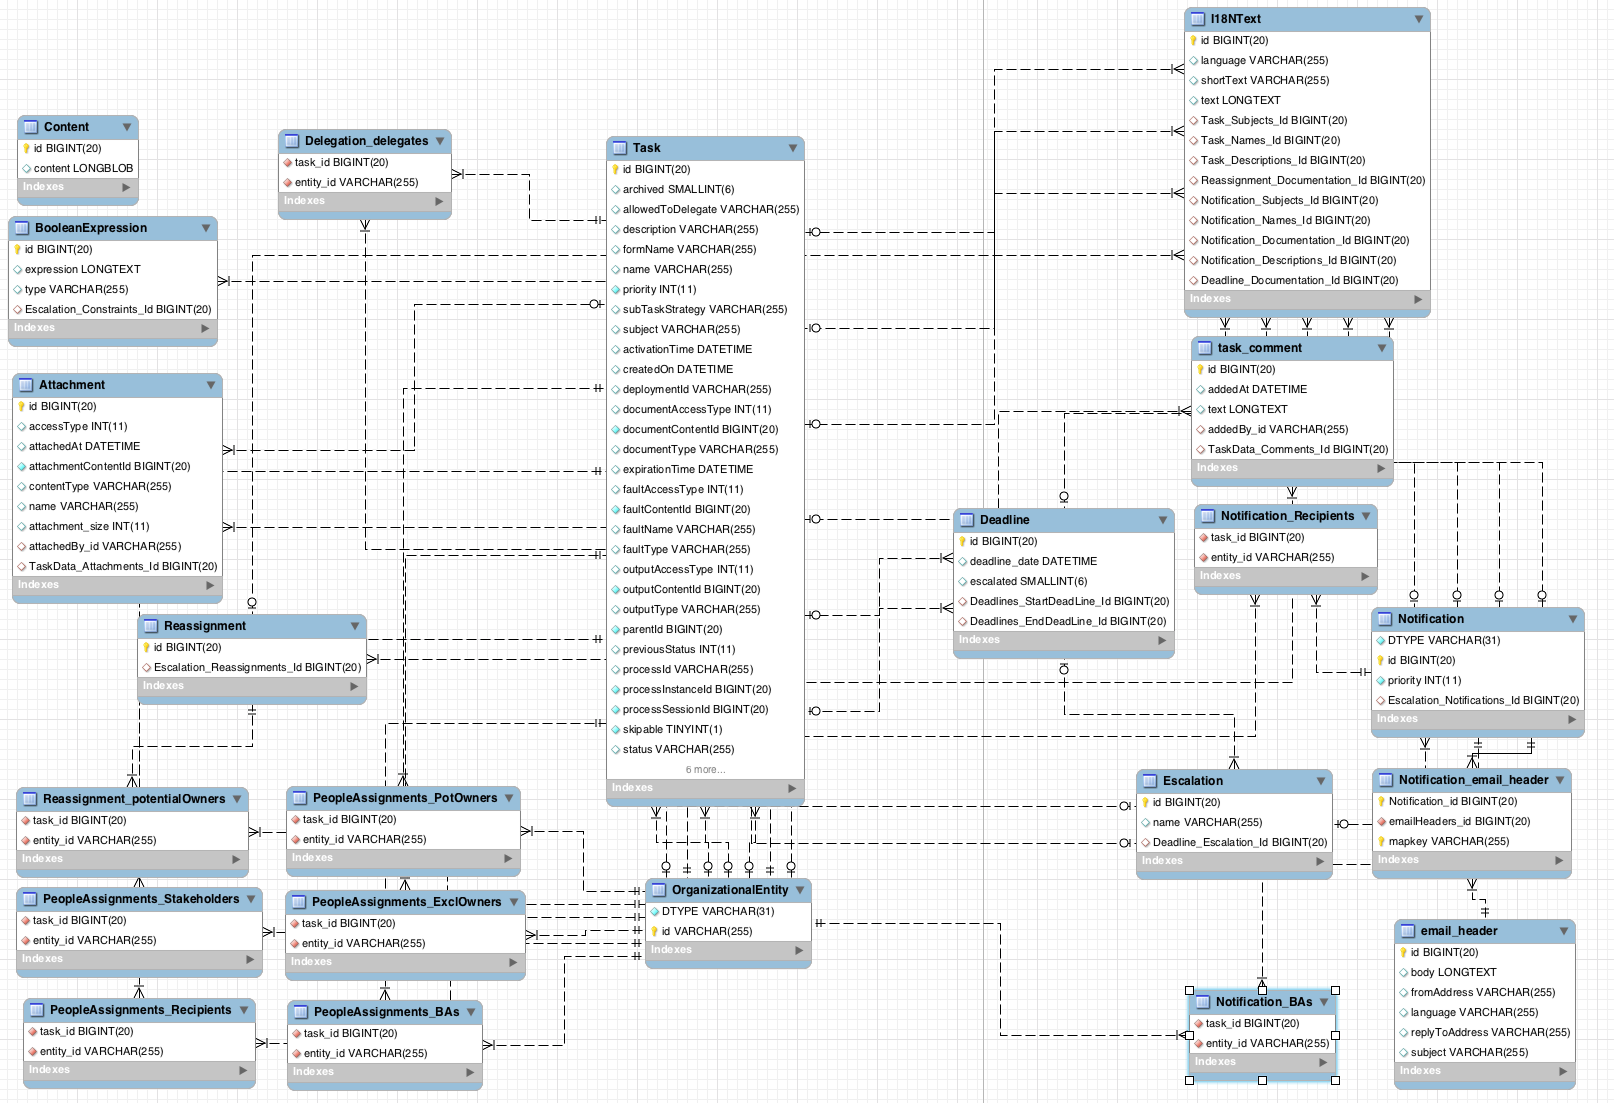 Content
id BIGINT(20)
content LONGBLOB
Indexes
BooleanExpression
id BIGINT(20)
expression LONGTEXT
type VARCHAR(255)
Escalation_Constraints_Id BIGINT(20)
Indexes
Attachment
id BIGINT(20)
accessType INT(11)
attachedAt DATETIME
attachmentContentId BIGINT(20)
contentType VARCHAR(255)
name VARCHAR(255)
attachment_size INT(11)
attachedBy_id VARCHAR(255)
TaskData_Attachments_Id BIGINT(20)
Indexes
Delegation_delegates
task_id BIGINT(20)
entity_id VARCHAR(255)
Indexes
Reassignment
id BIGINT(20)
Escalation_Reassignments_Id BIGINT(20)
Indexes
Reassignment_potentialOwners
task_id BIGINT(20)
entity_id VARCHAR(255)
Indexes
PeopleAssignments_Stakeholders
task_id BIGINT(20)
entity_id VARCHAR(255)
Indexes
PeopleAssignments_Recipients
task_id BIGINT(20)
entity_id VARCHAR(255)
Indexes
PeopleAssignments_PotOwners
task_id BIGINT(20)
entity_id VARCHAR(255)
Indexes
PeopleAssignments_ExclOwners
task_id BIGINT(20)
entity_id VARCHAR(255)
Indexes
PeopleAssignments_BAs
task_id BIGINT(20)
entity_id VARCHAR(255)
Indexes
Task
id BIGINT(20)
archived SMALLINT(6)
allowedToDelegate VARCHAR(255)
description VARCHAR(255)
formName VARCHAR(255)
name VARCHAR(255)
priority INT(11)
subTaskStrategy VARCHAR(255)
subject VARCHAR(255)
activationTime DATETIME
createdOn DATETIME
deploymentId VARCHAR(255)
documentAccessType INT(11)
documentContentId BIGINT(20)
documentType VARCHAR(255)
expirationTime DATETIME
faultAccessType INT(11)
faultContentId BIGINT(20)
faultName VARCHAR(255)
faultType VARCHAR(255)
outputAccessType INT(11)
outputContentId BIGINT(20)
outputType VARCHAR(255)
parentId BIGINT(20)
previousStatus INT(11)
processId VARCHAR(255)
processInstanceId BIGINT(20)
processSessionId BIGINT(20)
skipable TINYINT(1)
status VARCHAR(255)
6 more...
Indexes
OrganizationalEntity
DTYPE VARCHAR(31)
id VARCHAR(255)
Indexes
I18NText
id BIGINT(20)
language VARCHAR(255)
shortText VARCHAR(255)
text LONGTEXT
Task_Subjects_Id BIGINT(20)
Task_Names_Id BIGINT(20)
Task_Descriptions_Id BIGINT(20)
Reassignment_Documentation_Id BIGINT(20)
Notification_Subjects_Id BIGINT(20)
Notification_Names_Id BIGINT(20)
Notification_Documentation_Id BIGINT(20)
Notification_Descriptions_Id BIGINT(20)
Deadline_Documentation_Id BIGINT(20)
Indexes
task_comment
id BIGINT(20)
addedAt DATETIME
text LONGTEXT
addedBy_id VARCHAR(255)
TaskData_Comments_Id BIGINT(20)
Indexes
Deadline
id BIGINT(20)
deadline_date DATETIME
escalated SMALLINT(6)
Deadlines_StartDeadLine_Id BIGINT(20)
Deadlines_EndDeadLine_Id BIGINT(20)
Indexes
Notification_Recipients
task_id BIGINT(20)
entity_id VARCHAR(255)
Indexes
Notification
DTYPE VARCHAR(31)
id BIGINT(20)
priority INT(11)
Escalation_Notifications_Id BIGINT(20)
Indexes
Escalation
id BIGINT(20)
name VARCHAR(255)
Deadline_Escalation_Id BIGINT(20)
Indexes
Notification_email_header
Notification_id BIGINT(20)
emailHeaders_id BIGINT(20)
mapkey VARCHAR(255)
Indexes
email_header
id BIGINT(20)
body LONGTEXT
fromAddress VARCHAR(255)
language VARCHAR(255)
replyToAddress VARCHAR(255)
subject VARCHAR(255)
Indexes
Notification_BAs
task_id BIGINT(20)
entity_id VARCHAR(255)
Indexes